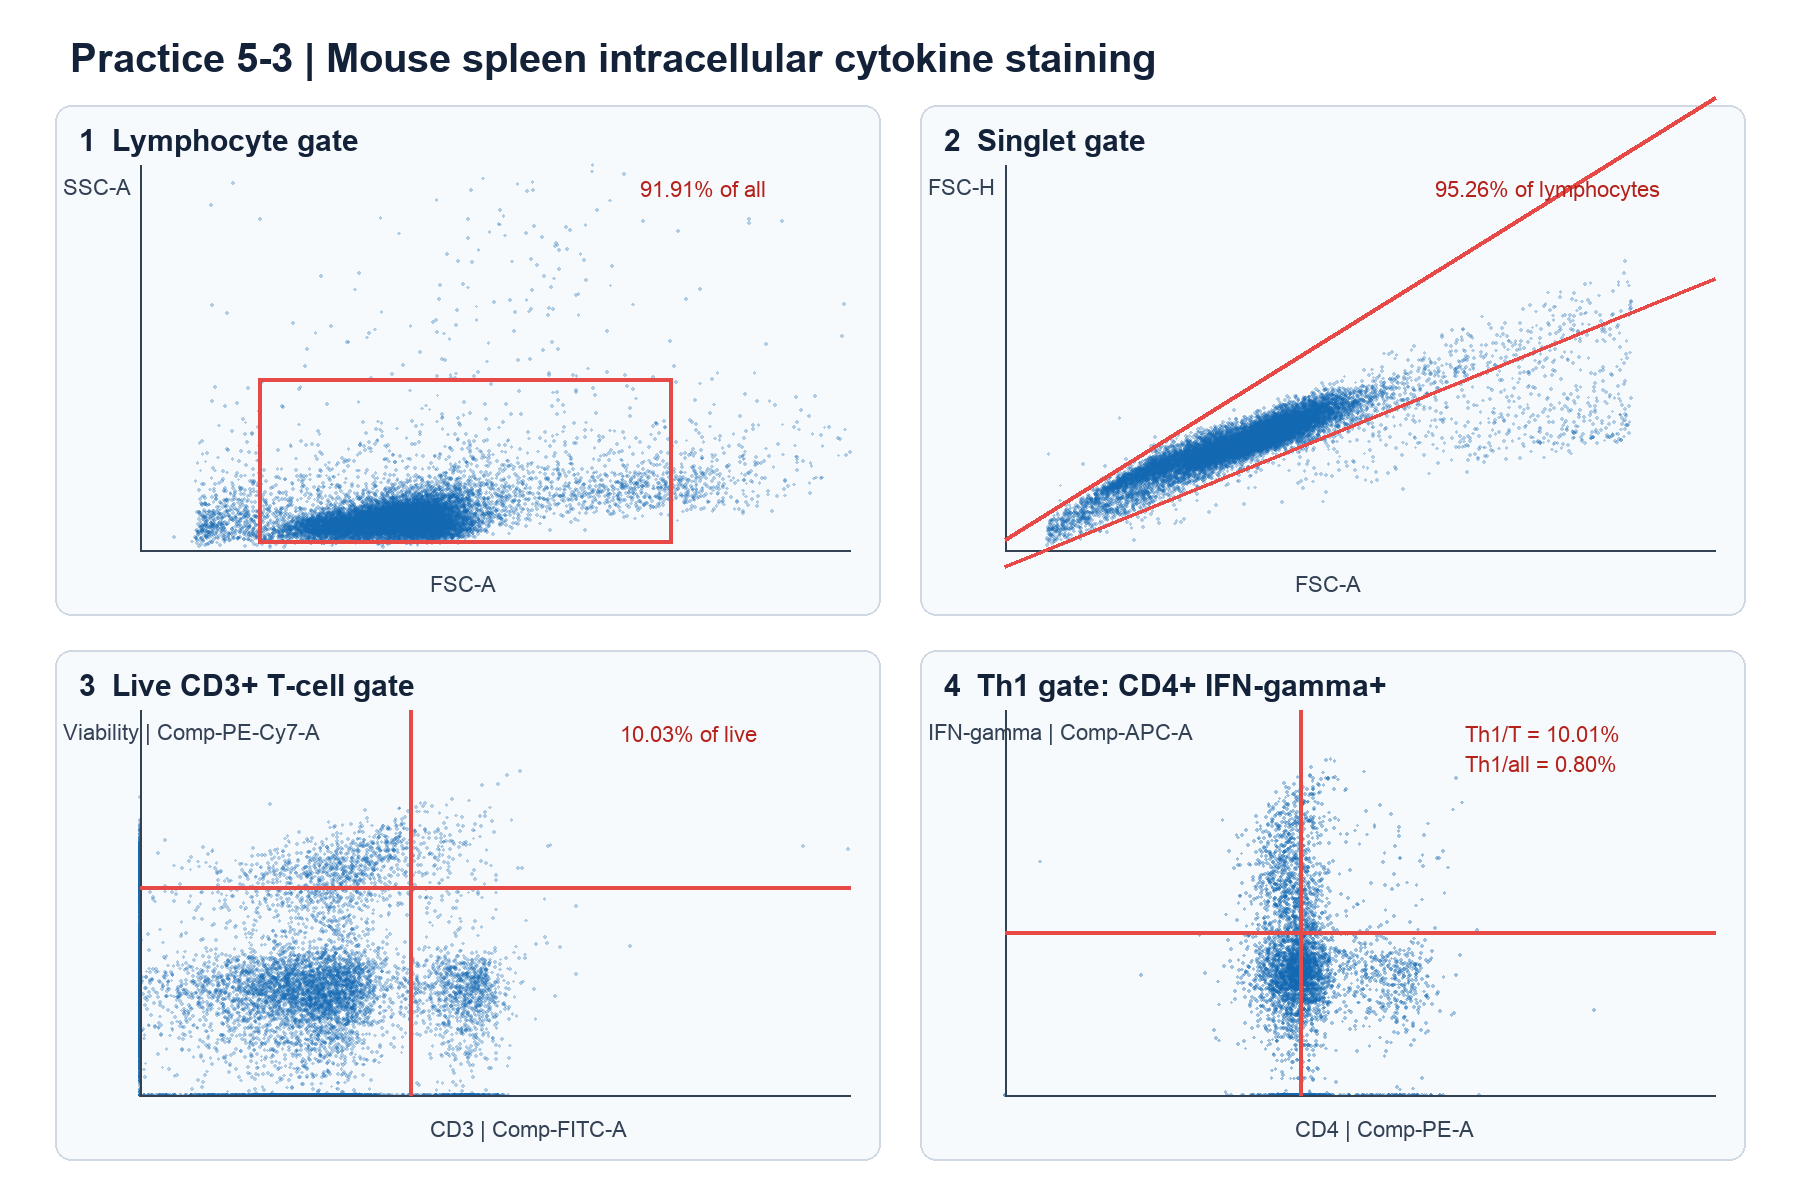 Practice 5-3 | Mouse spleen intracellular cytokine staining
1 Lymphocyte gate
SSC-A
91.91% of all
FSC-A
2 Singlet gate
FSC-H
95.26% of lymphocytes
FSC-A
3 Live CD3+ T-cell gate
Viability | Comp-PE-Cy7-A
10.03% of live
CD3 | Comp-FITC-A
4 Th1 gate: CD4+ IFN-gamma+
IFN-gamma | Comp-APC-A
Th1/T = 10.01%
Th1/all = 0.80%
CD4 | Comp-PE-A